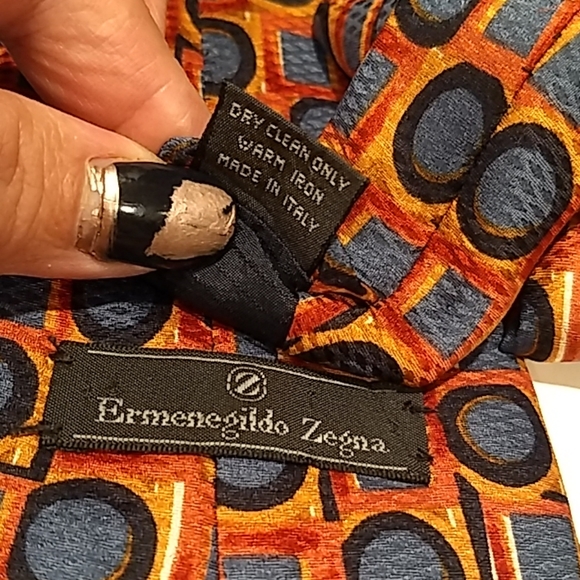 DRY CLEAN ONLY
WARM IRON
MADE IN ITALY
Z
Ermenegildo Zegna